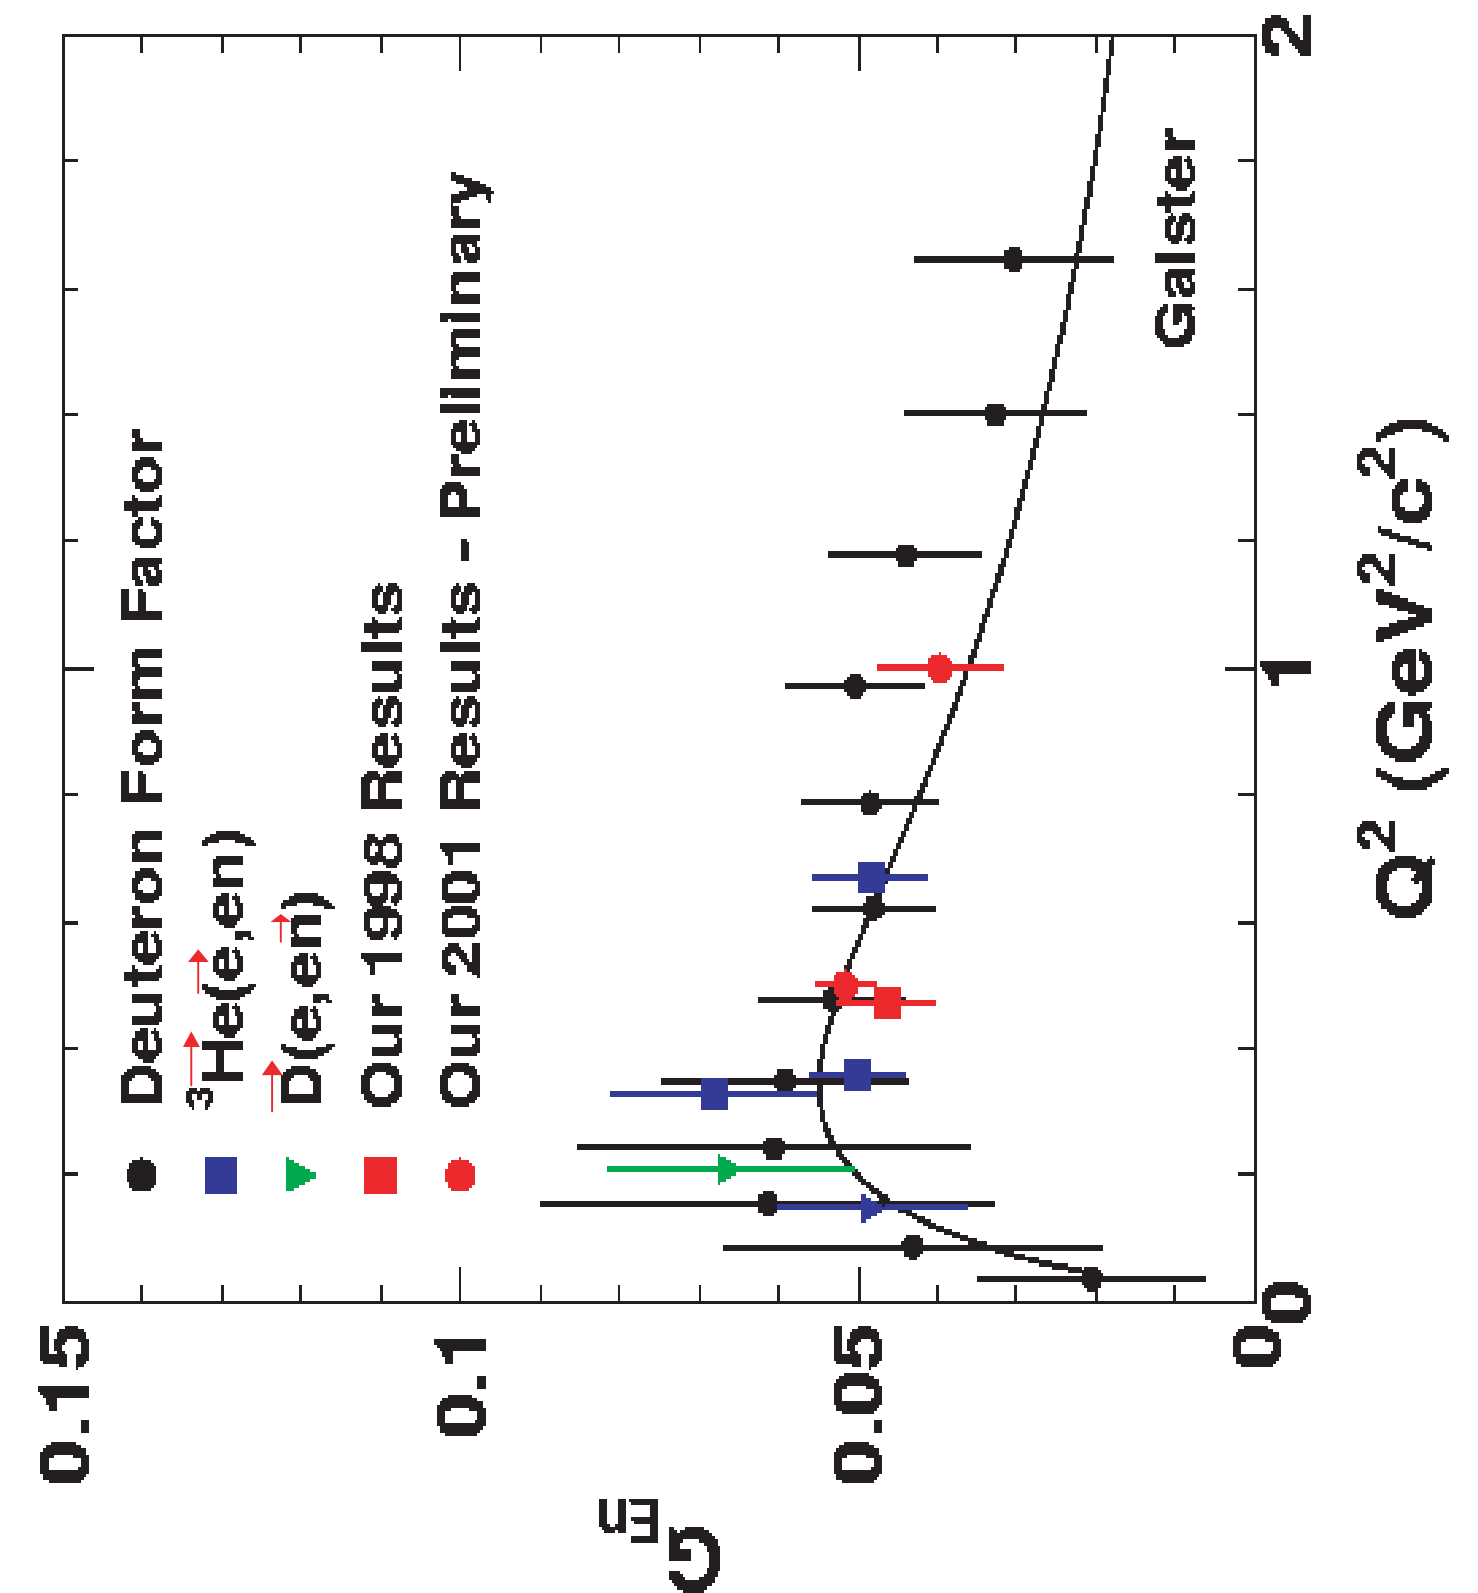 Deuteron Form Factor
³He(e,en)
D(e,en)
Our 1998 Results
Our 2001 Results - Preliminary
Galster
0.15
0.1
0.05
0
0
1
2
G En
Q² (GeV²/c²)